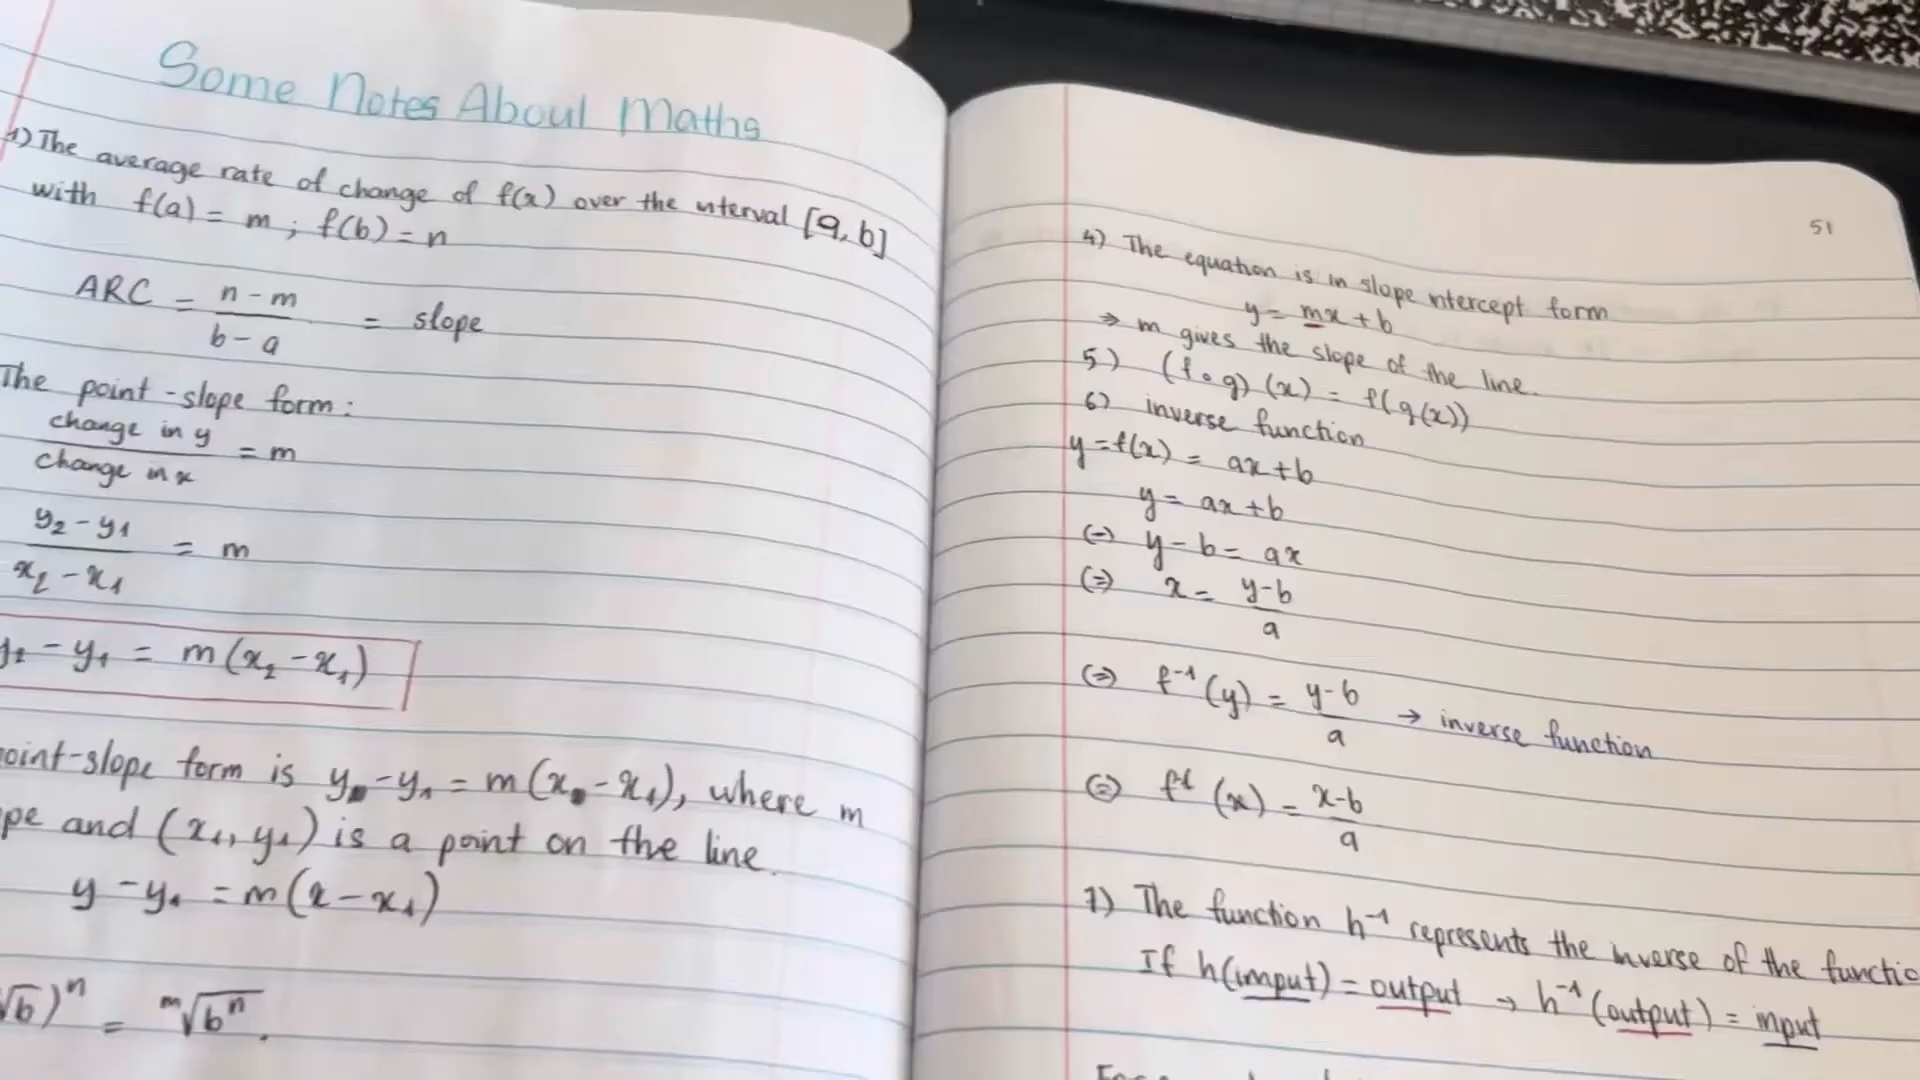 Some Notes About Maths
1) The average rate of change of f(x) over the interval [a, b]
with f(a) = m ; f(b) = n
ARC = (n - m)/(b - a) = slope
The point-slope form:
change in y / change in x = m
(y₂ - y₁)/(x₂ - x₁) = m
y₂ - y₁ = m(x₂ - x₁)
point-slope form is y - y₁ = m(x - x₁), where m
pe and (x₁, y₁) is a point on the line.
y - y₁ = m(x - x₁)
√b)ⁿ = ᵐ√bⁿ.
51
4) The equation is in slope intercept form
y = mx + b
⇒ m gives the slope of the line.
5) (f∘g)(x) = f(g(x))
6) inverse function
y = f(x) = ax + b
y = ax + b
(=) y - b = ax
(=) x = (y - b)/a
(=) f⁻¹(y) = (y - b)/a → inverse function
(=) f⁻¹(x) = (x - b)/a
7) The function h⁻¹ represents the inverse of the functio
If h(imput) = output → h⁻¹(output) = input